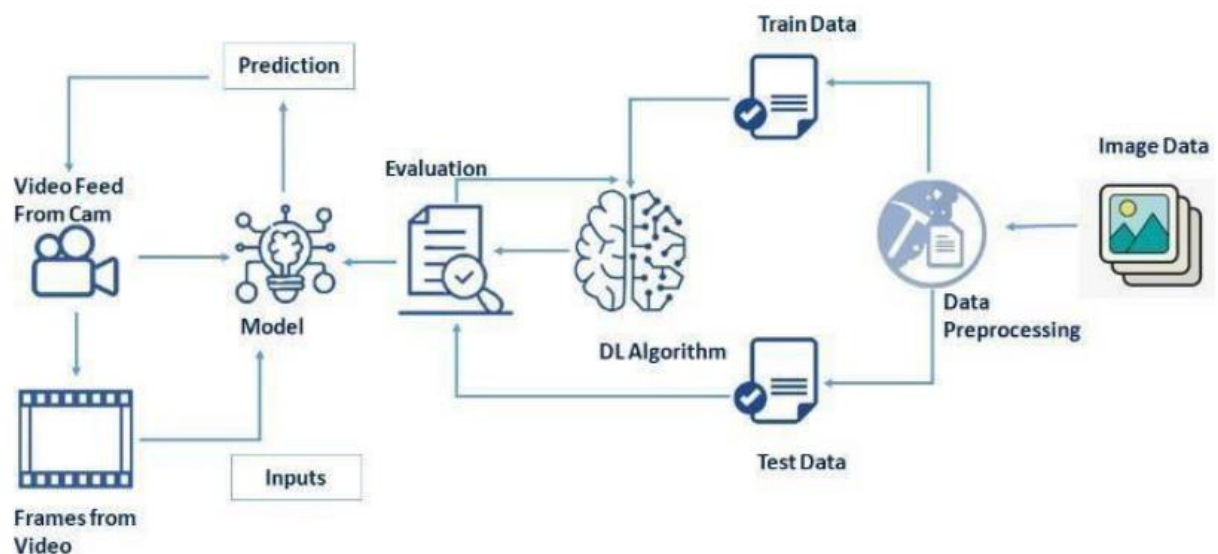 Train Data
Prediction
Image Data
Evaluation
Video Feed
From Cam
Data
Preprocessing
Model
DL Algorithm
Test Data
Inputs
Frames from
Video